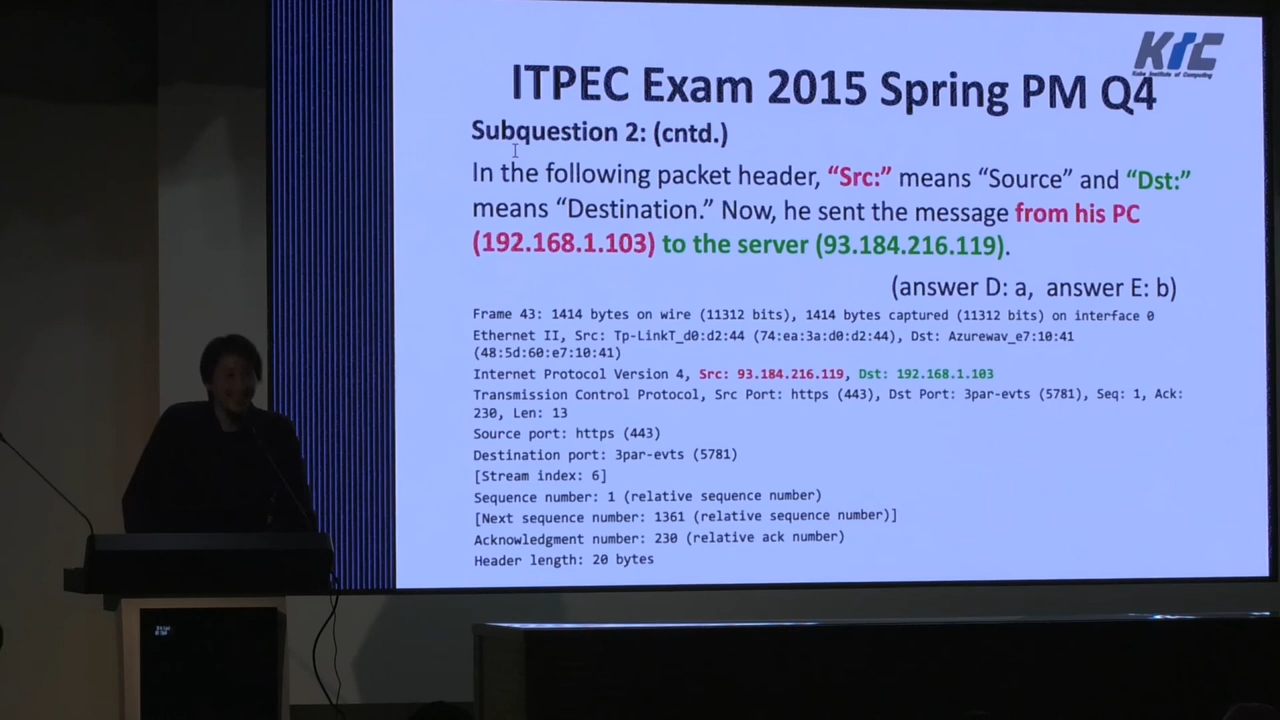 KIC
Kobe Institute of Computing
ITPEC Exam 2015 Spring PM Q4
Subquestion 2: (cntd.)
In the following packet header, “Src:” means “Source” and “Dst:”
means “Destination.” Now, he sent the message from his PC
(192.168.1.103) to the server (93.184.216.119).
(answer D: a, answer E: b)
Frame 43: 1414 bytes on wire (11312 bits), 1414 bytes captured (11312 bits) on interface 0
Ethernet II, Src: Tp-LinkT_d0:d2:44 (74:ea:3a:d0:d2:44), Dst: Azurewav_e7:10:41
(48:5d:60:e7:10:41)
Internet Protocol Version 4, Src: 93.184.216.119, Dst: 192.168.1.103
Transmission Control Protocol, Src Port: https (443), Dst Port: 3par-evts (5781), Seq: 1, Ack:
230, Len: 13
Source port: https (443)
Destination port: 3par-evts (5781)
[Stream index: 6]
Sequence number: 1 (relative sequence number)
[Next sequence number: 1361 (relative sequence number)]
Acknowledgment number: 230 (relative ack number)
Header length: 20 bytes